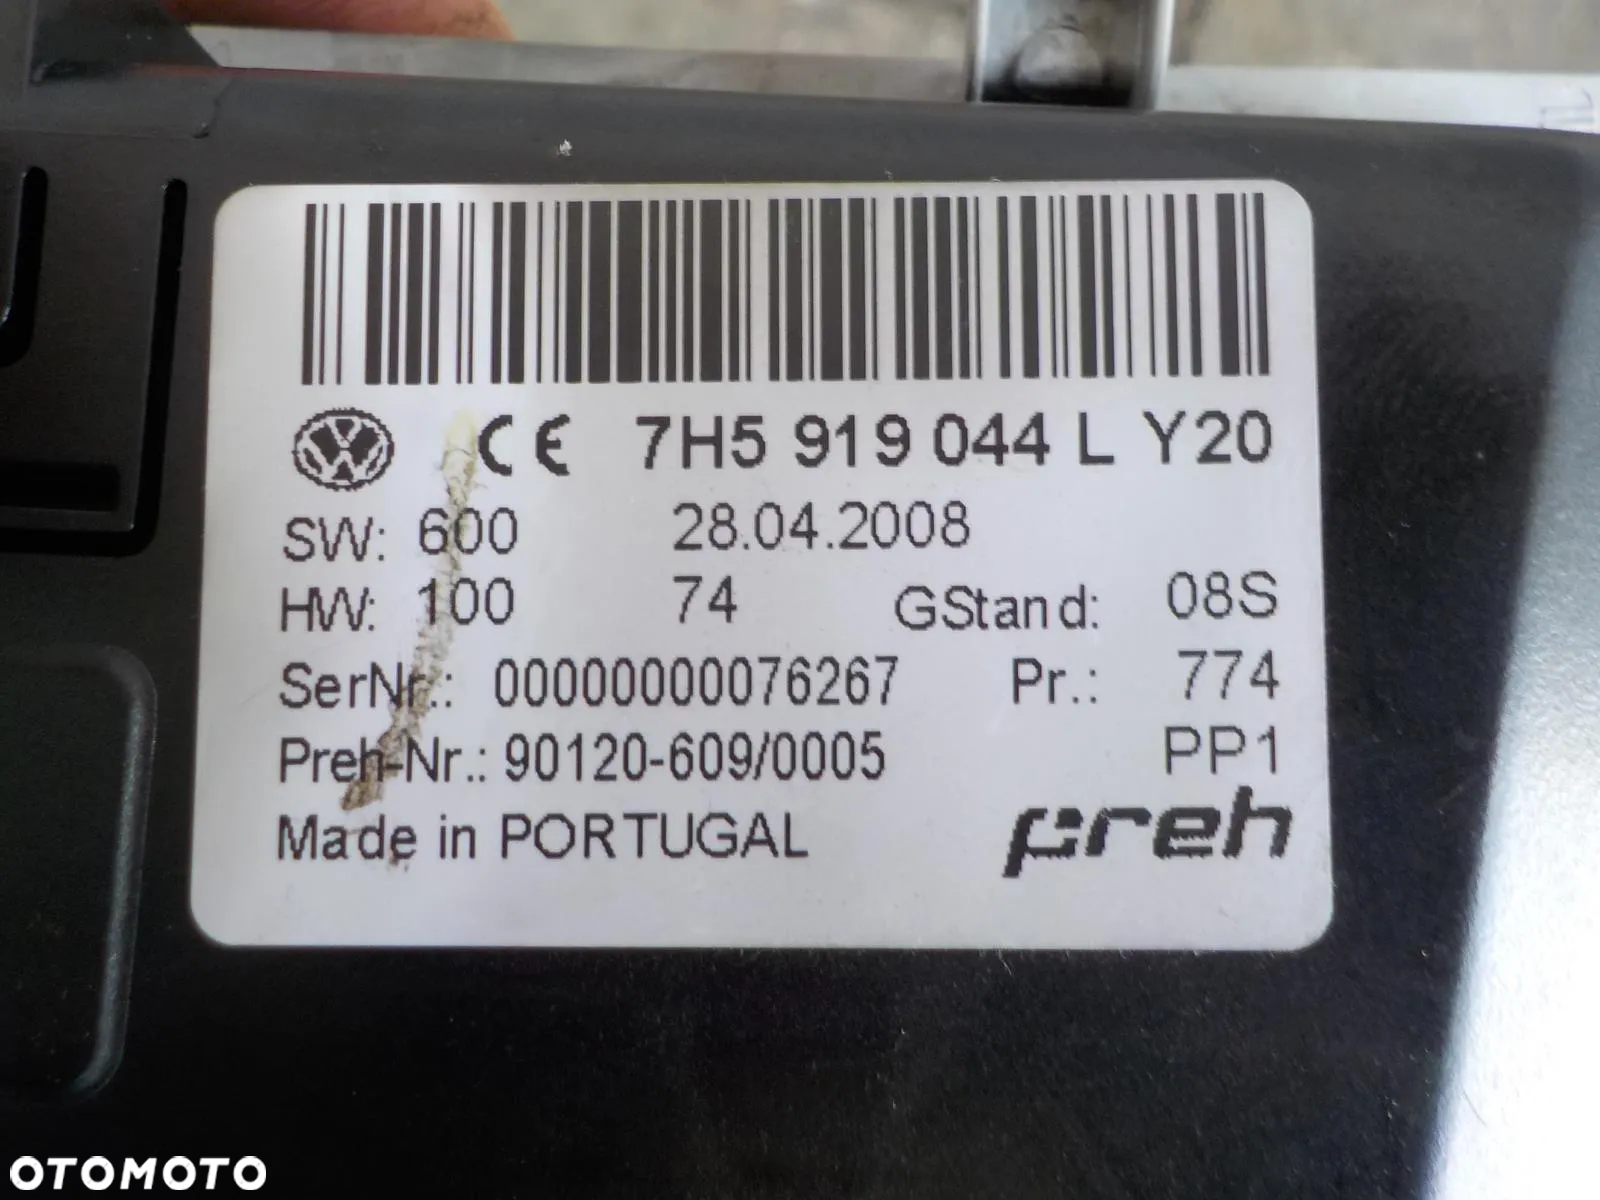 CE 7H5 919 044 L Y20
SW: 600 28.04.2008
HW: 100 74 GStand: 08S
SerNr.: 00000000076267 Pr.: 774
Preh-Nr.: 90120-609/0005 PP1
Made in PORTUGAL preh
OTOMOTO